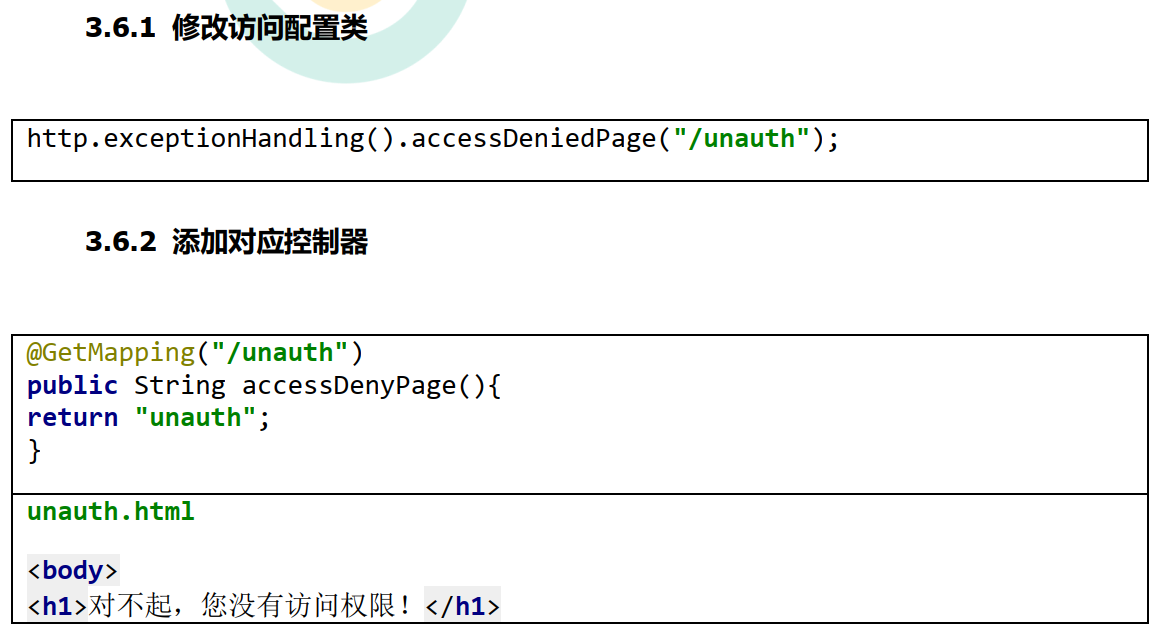 3.6.1 修改访问配置类
http.exceptionHandling().accessDeniedPage("/unauth");
3.6.2 添加对应控制器
@GetMapping("/unauth")
public String accessDenyPage(){
return "unauth";
}
unauth.html
<body>
<h1>对不起，您没有访问权限！</h1>